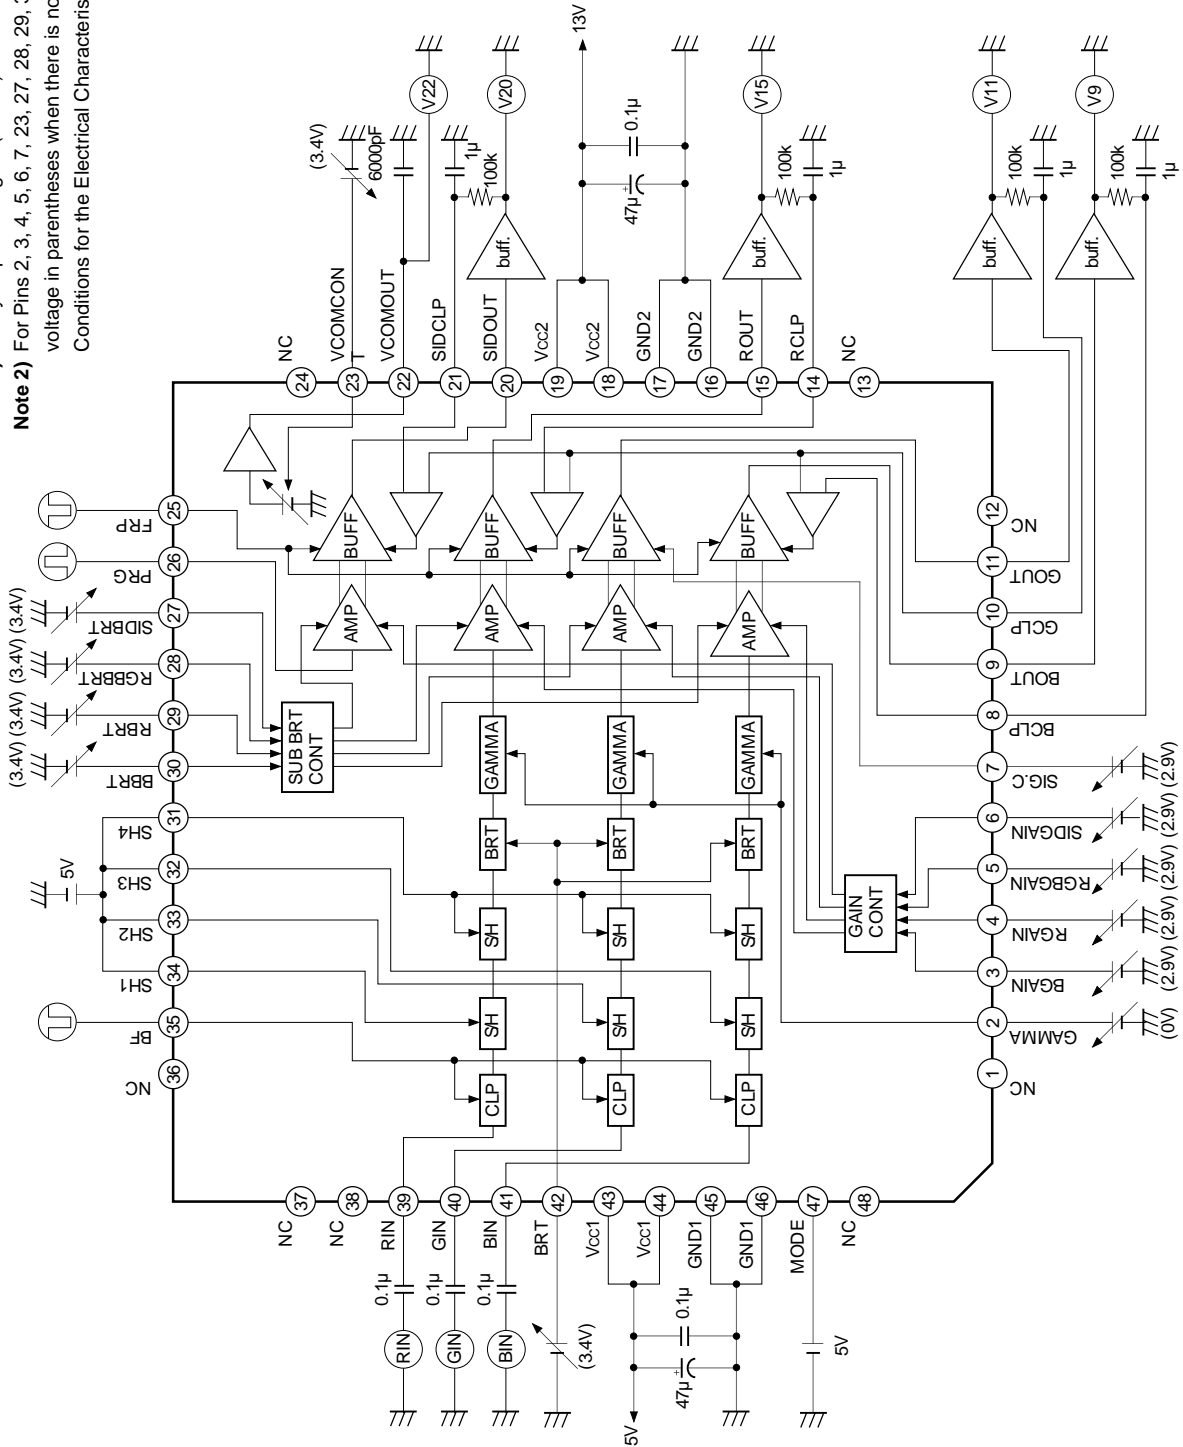 Note 2) For Pins 2, 3, 4, 5, 6, 7, 23, 27, 28, 29,
voltage in parentheses when there is
Conditions for the Electrical
13V
V22
V20
V15
V11
V9
(3.4V)
6000pF
1µ
100k
0.1µ
47µ
+
100k
1µ
100k
1µ
100k
1µ
buff.
buff.
buff.
buff.
NC
VCOMCON
T
VCOMOUT
SIDCLP
SIDOUT
Vcc2
Vcc2
GND2
GND2
ROUT
RCLP
NC
24
23
22
21
20
19
18
17
16
15
14
13
FRP
25
PRG
26
SIDBRT
27
(3.4V)
RGBBRT
28
(3.4V)
RBRT
29
(3.4V)
BBRT
30
(3.4V)
SH4
31
SH3
32
SH2
33
SH1
34
5V
BF
35
NC
36
BUFF
BUFF
BUFF
BUFF
AMP
AMP
AMP
AMP
SUB BRT
CONT
GAMMA
GAMMA
GAMMA
BRT
BRT
BRT
S/H
S/H
S/H
S/H
S/H
S/H
CLP
CLP
CLP
GAIN
CONT
12
NC
11
GOUT
10
GCLP
9
BOUT
8
BCLP
7
SIG.C
(2.9V)
6
SIDGAIN
(2.9V)
5
RGBGAIN
(2.9V)
4
RGAIN
(2.9V)
3
BGAIN
(2.9V)
2
GAMMA
(0V)
1
NC
37
38
39
40
41
42
43
44
45
46
47
48
NC
NC
RIN
GIN
BIN
BRT
Vcc1
Vcc1
GND1
GND1
MODE
NC
0.1µ
0.1µ
0.1µ
RIN
GIN
BIN
(3.4V)
0.1µ
47µ
+
5V
5V